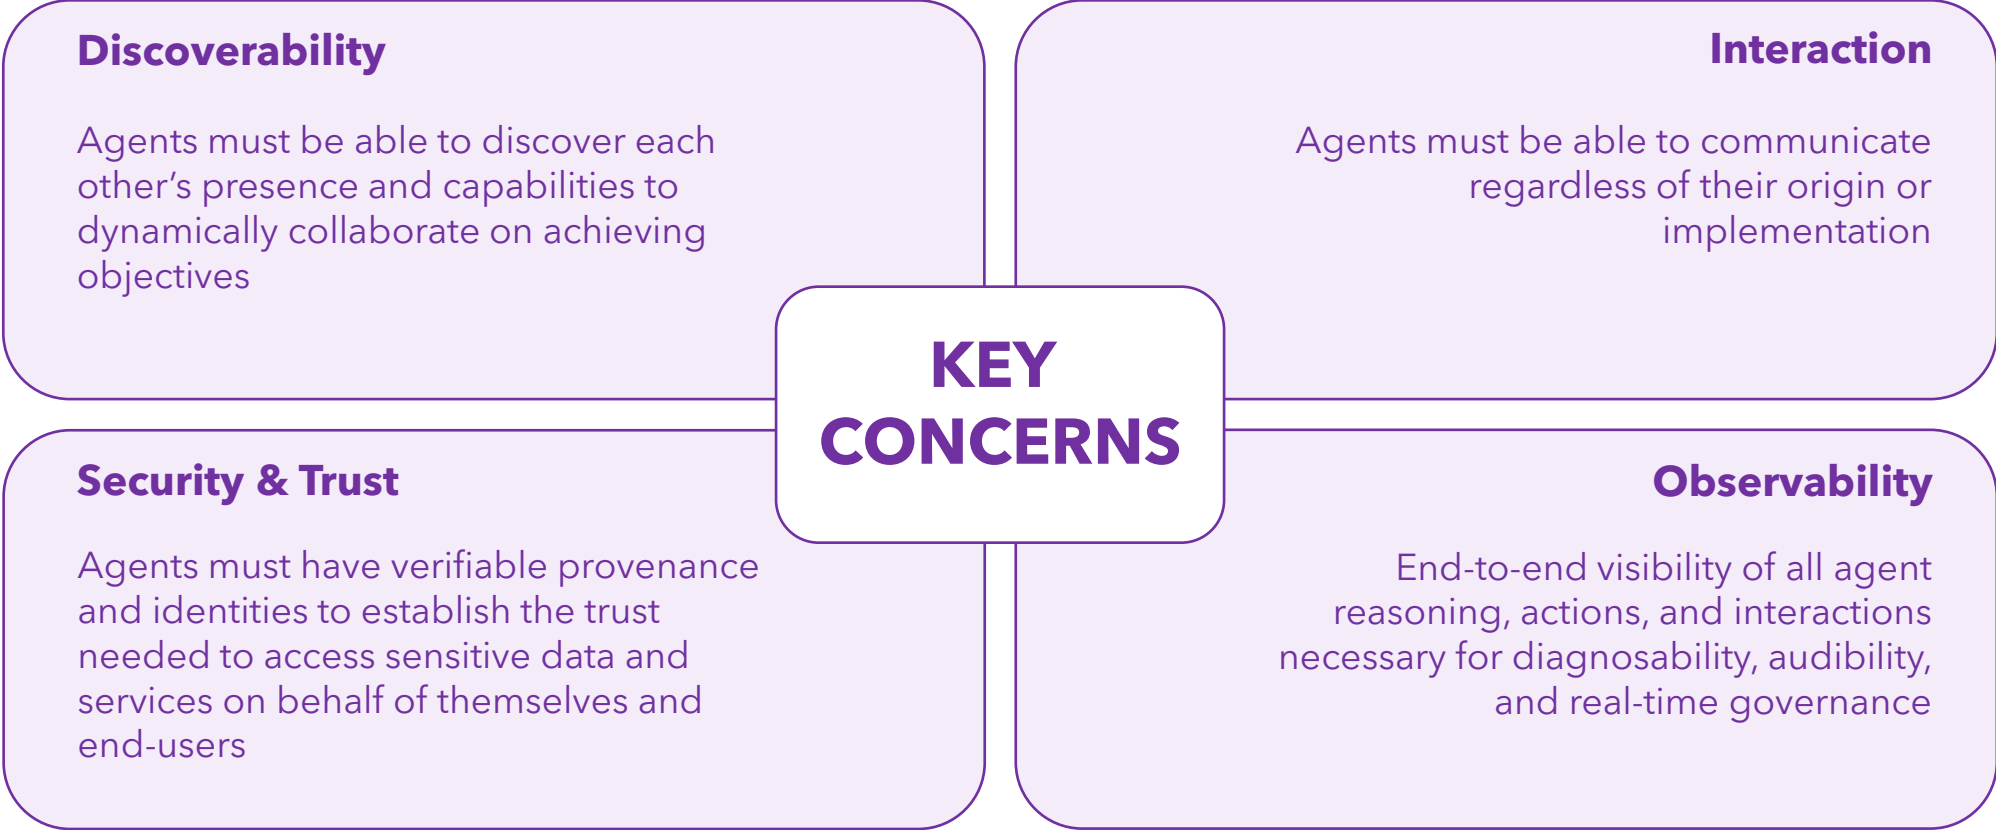 Discoverability
Agents must be able to discover each
other’s presence and capabilities to
dynamically collaborate on achieving
objectives
Interaction
Agents must be able to communicate
regardless of their origin or
implementation
KEY
CONCERNS
Security & Trust
Agents must have verifiable provenance
and identities to establish the trust
needed to access sensitive data and
services on behalf of themselves and
end-users
Observability
End-to-end visibility of all agent
reasoning, actions, and interactions
necessary for diagnosability, audibility,
and real-time governance